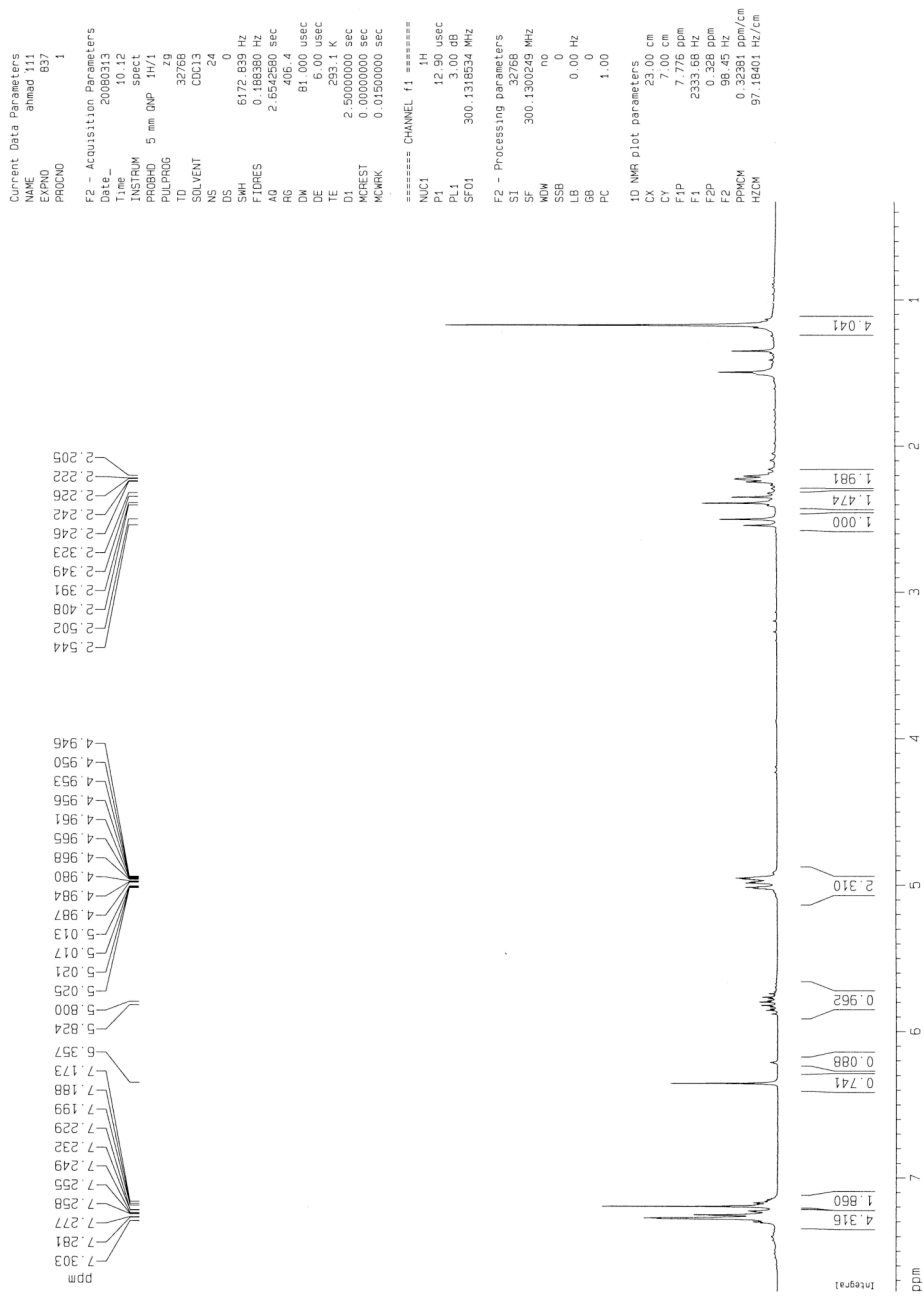 Current Data Parameters
NAME ahmad 111
EXPNO 837
PROCNO 1
F2 - Acquisition Parameters
Date_ 20080313
Time 10.12
INSTRUM spect
PROBHD 5 mm QNP 1H/1
PULPROG zg
TD 32768
SOLVENT CDCl3
NS 24
DS 0
SWH 6172.839 Hz
FIDRES 0.188380 Hz
AQ 2.6542580 sec
RG 406.4
DW 81.000 usec
DE 6.00 usec
TE 293.1 K
D1 2.50000000 sec
MCREST 0.00000000 sec
MCWRK 0.01500000 sec
======== CHANNEL f1 ========
NUC1 1H
P1 12.90 usec
PL1 3.00 dB
SFO1 300.1318534 MHz
F2 - Processing parameters
SI 32768
SF 300.1300249 MHz
WDW no
SSB 0
LB 0.00 Hz
GB 0
PC 1.00
1D NMR plot parameters
CX 23.00 cm
CY 7.00 cm
F1P 7.776 ppm
F1 2333.68 Hz
F2P 0.328 ppm
F2 98.45 Hz
PPMCM 0.32381 ppm/cm
HZCM 97.18401 Hz/cm
ppm
7.303
7.281
7.277
7.258
7.255
7.249
7.232
7.229
7.199
7.188
7.173
6.357
5.824
5.800
5.025
5.021
5.017
5.013
4.987
4.984
4.980
4.968
4.965
4.961
4.956
4.953
4.950
4.946
2.544
2.502
2.408
2.391
2.349
2.323
2.246
2.242
2.226
2.222
2.205
Integral
4.316
1.860
0.741
0.088
0.962
2.310
1.000
1.474
1.981
4.041
ppm
7
6
5
4
3
2
1